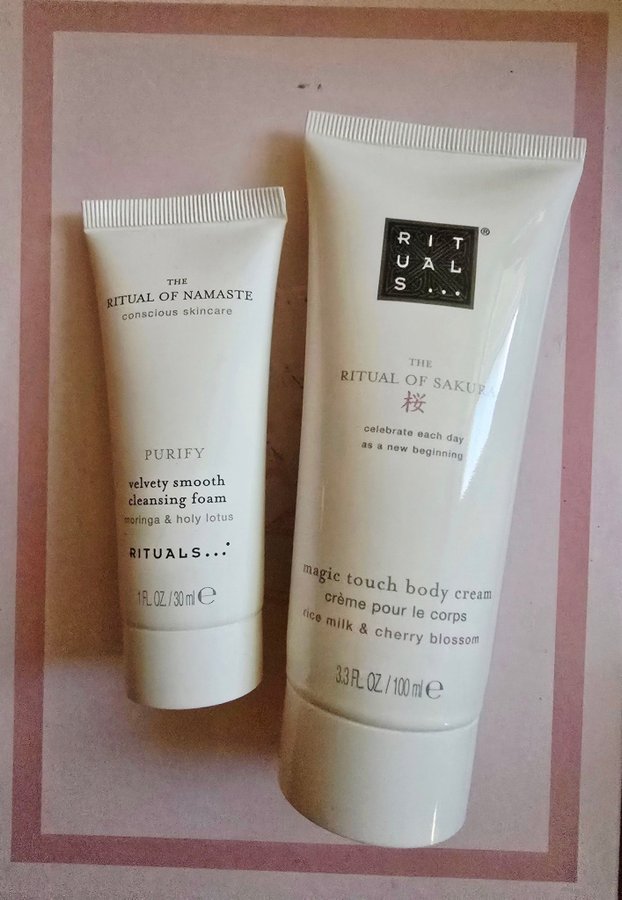 THE
RITUAL OF NAMASTE
conscious skincare
PURIFY
velvety smooth
cleansing foam
moringa & holy lotus
RITUALS...
1 FL. OZ. / 30 ml ℮
RIT
UAL
S... ®
THE
RITUAL OF SAKURA
桜
celebrate each day
as a new beginning
magic touch body cream
crème pour le corps
rice milk & cherry blossom
3.3 FL. OZ. / 100 ml ℮